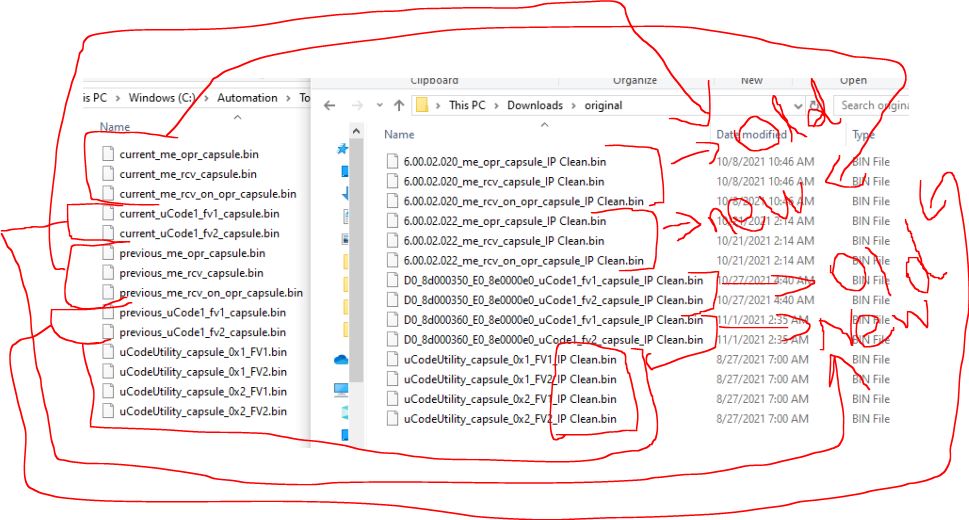 Clipboard Organize New Open
is PC > Windows (C:) > Automation > To
This PC > Downloads > original
Search origina
Name
current_me_opr_capsule.bin
current_me_rcv_capsule.bin
current_me_rcv_on_opr_capsule.bin
current_uCode1_fv1_capsule.bin
current_uCode1_fv2_capsule.bin
previous_me_opr_capsule.bin
previous_me_rcv_capsule.bin
previous_me_rcv_on_opr_capsule.bin
previous_uCode1_fv1_capsule.bin
previous_uCode1_fv2_capsule.bin
uCodeUtility_capsule_0x1_FV1.bin
uCodeUtility_capsule_0x1_FV2.bin
uCodeUtility_capsule_0x2_FV1.bin
uCodeUtility_capsule_0x2_FV2.bin
Name Date modified Type
6.00.02.020_me_opr_capsule_IP Clean.bin 10/8/2021 10:46 AM BIN File
6.00.02.020_me_rcv_capsule_IP Clean.bin 10/8/2021 10:46 AM BIN File
6.00.02.020_me_rcv_on_opr_capsule_IP Clean.bin 10/8/2021 10:46 AM BIN File
6.00.02.022_me_opr_capsule_IP Clean.bin 10/21/2021 2:14 AM BIN File
6.00.02.022_me_rcv_capsule_IP Clean.bin 10/21/2021 2:14 AM BIN File
6.00.02.022_me_rcv_on_opr_capsule_IP Clean.bin 10/21/2021 2:14 AM BIN File
D0_8d000350_E0_8e0000e0_uCode1_fv1_capsule_IP Clean.bin 10/27/2021 4:40 AM BIN File
D0_8d000350_E0_8e0000e0_uCode1_fv2_capsule_IP Clean.bin 10/27/2021 4:40 AM BIN File
D0_8d000360_E0_8e0000e0_uCode1_fv1_capsule_IP Clean.bin 11/1/2021 2:35 AM BIN File
D0_8d000360_E0_8e0000e0_uCode1_fv2_capsule_IP Clean.bin 11/1/2021 2:35 AM BIN File
uCodeUtility_capsule_0x1_FV1_IP Clean.bin 8/27/2021 7:00 AM BIN File
uCodeUtility_capsule_0x1_FV2_IP Clean.bin 8/27/2021 7:00 AM BIN File
uCodeUtility_capsule_0x2_FV1_IP Clean.bin 8/27/2021 7:00 AM BIN File
uCodeUtility_capsule_0x2_FV2_IP Clean.bin 8/27/2021 7:00 AM BIN File
old
new
Old
New